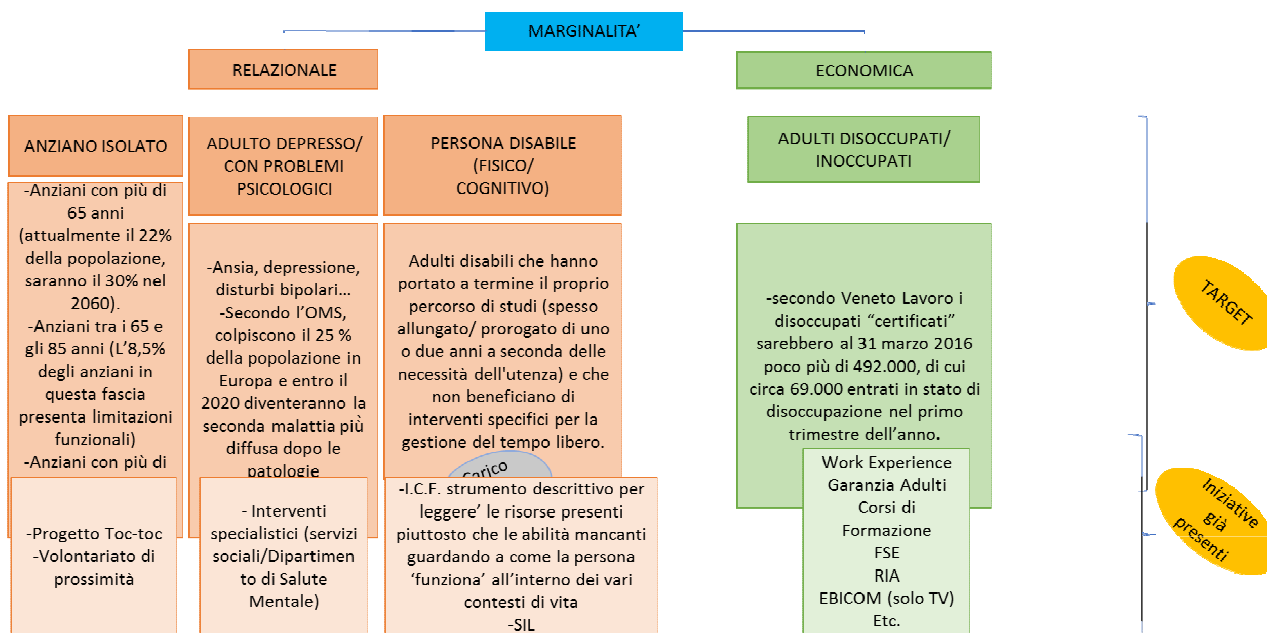 MARGINALITA’
RELAZIONALE
ECONOMICA
ANZIANO ISOLATO
ADULTO DEPRESSO/
CON PROBLEMI
PSICOLOGICI
PERSONA DISABILE
(FISICO/
COGNITIVO)
ADULTI DISOCCUPATI/
INOCCUPATI
-Anziani con più di
65 anni
(attualmente il 22%
della popolazione,
saranno il 30% nel
2060).
-Anziani tra i 65 e
gli 85 anni (L’8,5%
degli anziani in
questa fascia
presenta limitazioni
funzionali)
-Anziani con più di
-Ansia, depressione,
disturbi bipolari...
-Secondo l’OMS,
colpiscono il 25 %
della popolazione in
Europa e entro il
2020 diventeranno la
seconda malattia più
diffusa dopo le
patologie
Adulti disabili che hanno
portato a termine il proprio
percorso di studi (spesso
allungato/ prorogato di uno
o due anni a seconda delle
necessità dell'utenza) e che
non beneficiano di
interventi specifici per la
gestione del tempo libero.
-secondo Veneto Lavoro i
disoccupati “certificati”
sarebbero al 31 marzo 2016
poco più di 492.000, di cui
circa 69.000 entrati in stato di
disoccupazione nel primo
trimestre dell’anno.
TARGET
-Progetto Toc-toc
-Volontariato di
prossimità
- Interventi
specialistici (servizi
sociali/Dipartimen
to di Salute
Mentale)
Carico
-I.C.F. strumento descrittivo per
leggere’ le risorse presenti
piuttosto che le abilità mancanti
guardando a come la persona
‘funziona’ all’interno dei vari
contesti di vita
-SIL
Work Experience
Garanzia Adulti
Corsi di
Formazione
FSE
RIA
EBICOM (solo TV)
Etc.
Iniziative
già
presenti